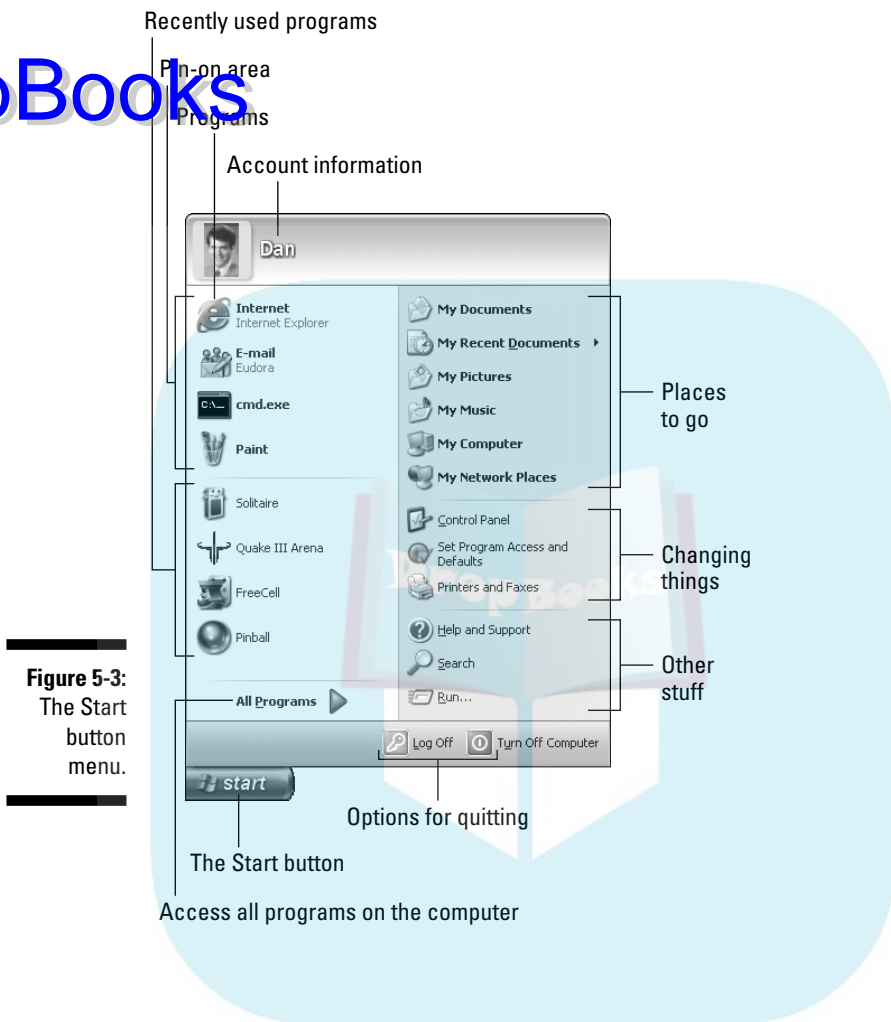 Recently used programs
Pin-on area
pBooks
Programs
Account information
Dan
Internet
Internet Explorer
E-mail
Eudora
C:\_
cmd.exe
Paint
Solitaire
Quake III Arena
FreeCell
Pinball
All Programs
My Documents
My Recent Documents
My Pictures
My Music
My Computer
My Network Places
Places
to go
Control Panel
Set Program Access and
Defaults
Printers and Faxes
Changing
things
DropBooks
Help and Support
Search
Run...
Other
stuff
Log Off
Turn Off Computer
start
Figure 5-3:
The Start
button
menu.
Options for quitting
The Start button
Access all programs on the computer